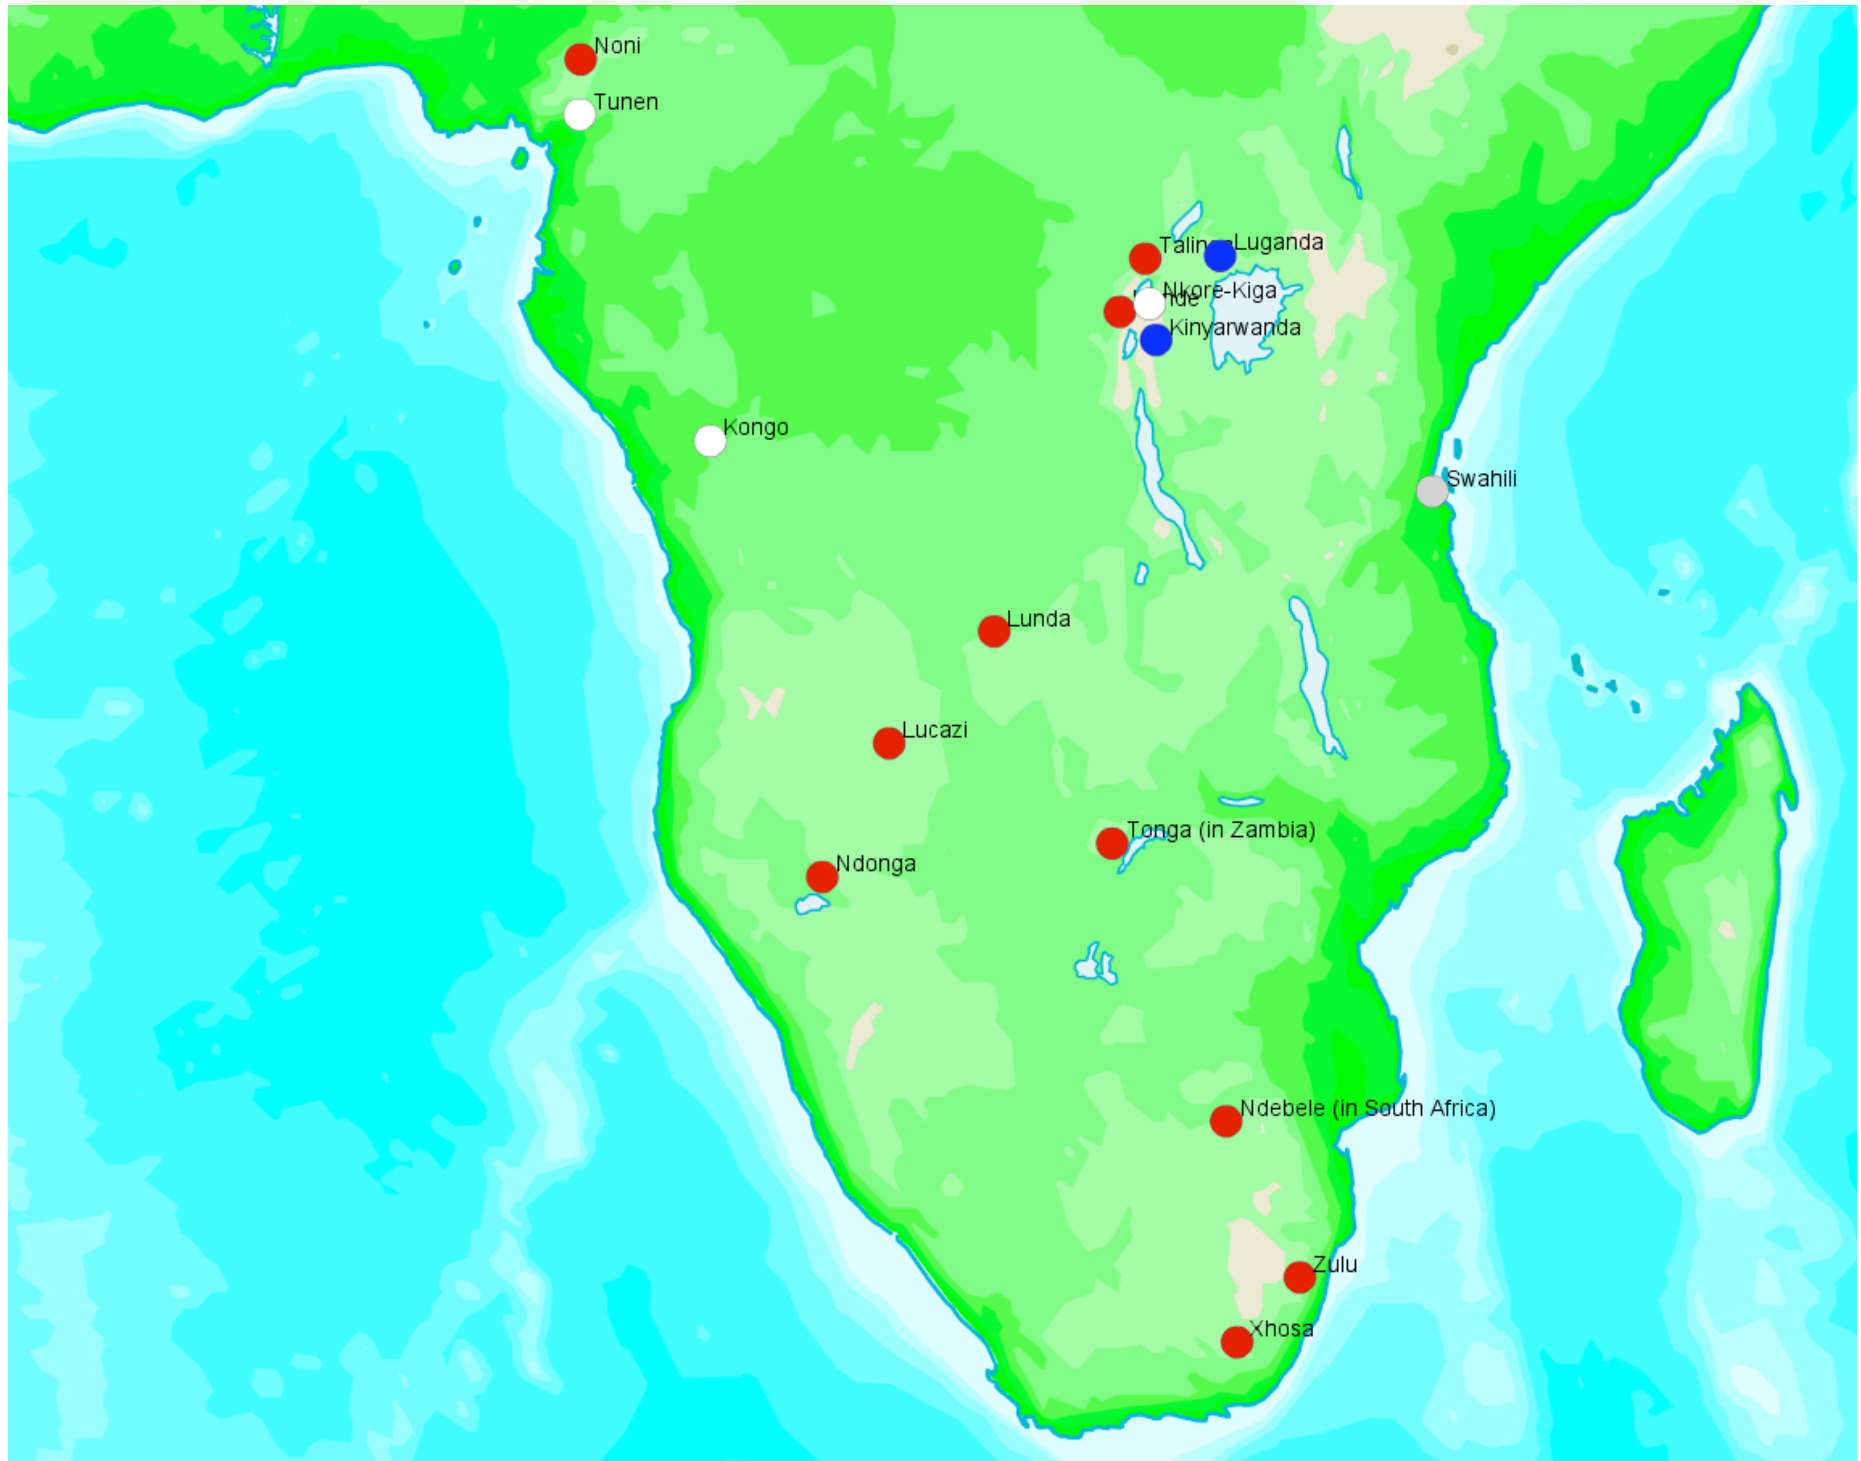 Noni
Tunen
Luganda
Nkore-Kiga
Kinyarwanda
Kongo
Swahili
Lunda
Lucazi
Tonga (in Zambia)
Ndonga
Ndebele (in South Africa)
Zulu
Xhosa